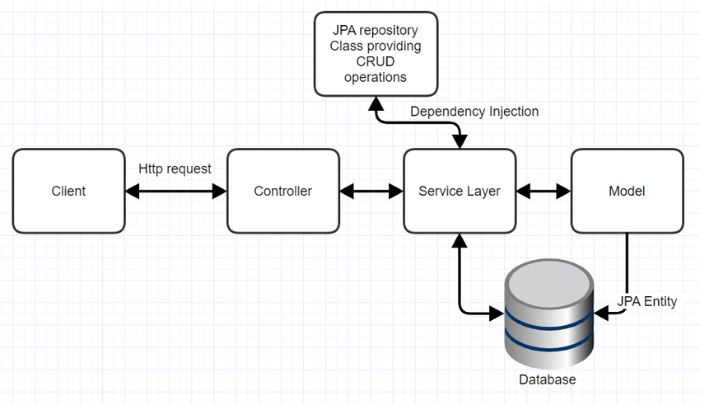 JPA repository
Class providing
CRUD
operations
Dependency Injection
Http request
Client
Controller
Service Layer
Model
JPA Entity
Database